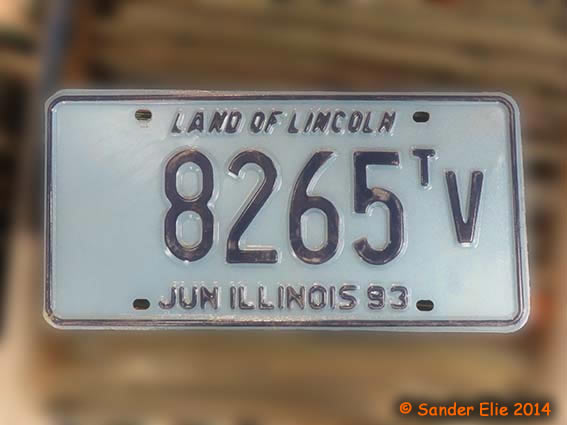 LAND OF LINCOLN
8265 T V
JUN ILLINOIS 93
© Sander Elie 2014